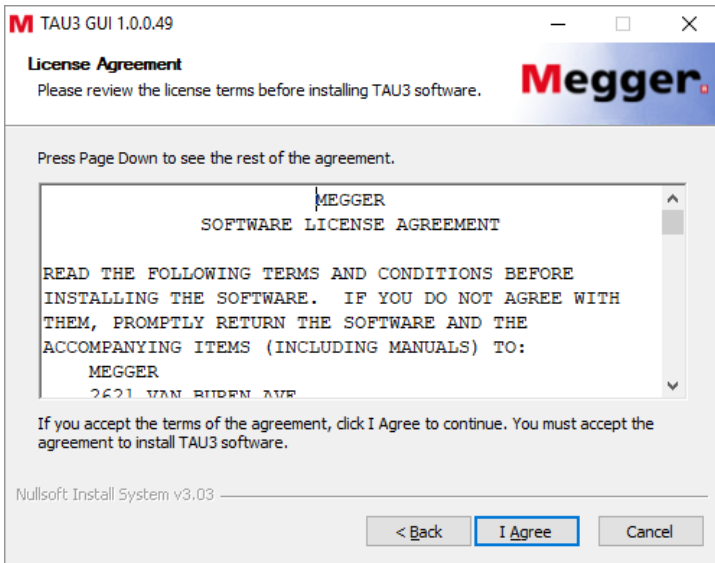 TAU3 GUI 1.0.0.49
License Agreement
Please review the license terms before installing TAU3 software.
Megger.
Press Page Down to see the rest of the agreement.
MEGGER
SOFTWARE LICENSE AGREEMENT
READ THE FOLLOWING TERMS AND CONDITIONS BEFORE
INSTALLING THE SOFTWARE.  IF YOU DO NOT AGREE WITH
THEM, PROMPTLY RETURN THE SOFTWARE AND THE
ACCOMPANYING ITEMS (INCLUDING MANUALS) TO:
MEGGER
2621 VAN BUREN AVE
If you accept the terms of the agreement, click I Agree to continue. You must accept the
agreement to install TAU3 software.
Nullsoft Install System v3.03
< Back
I Agree
Cancel